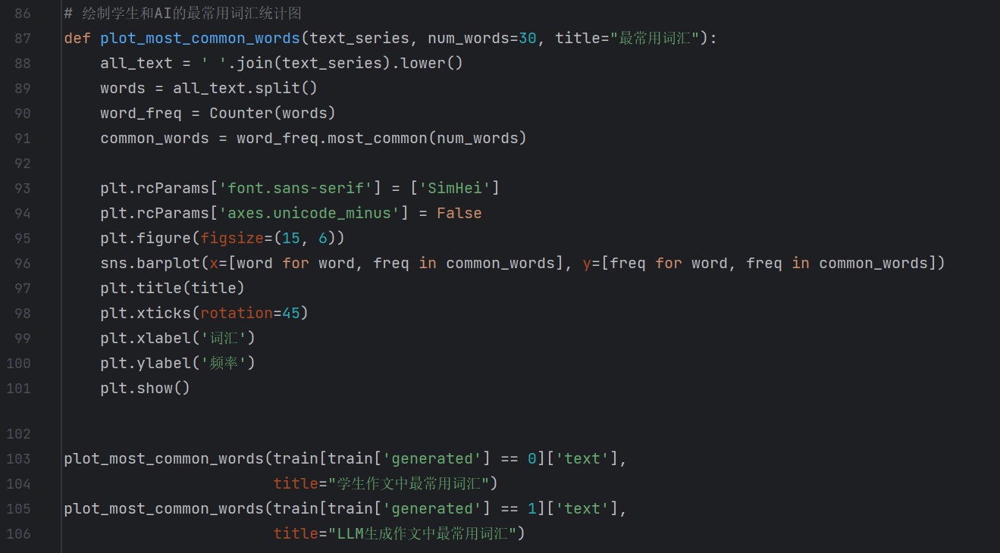 86 # 绘制学生和AI的最常用词汇统计图
87 def plot_most_common_words(text_series, num_words=30, title="最常用词汇"):
88     all_text = ' '.join(text_series).lower()
89     words = all_text.split()
90     word_freq = Counter(words)
91     common_words = word_freq.most_common(num_words)
92
93     plt.rcParams['font.sans-serif'] = ['SimHei']
94     plt.rcParams['axes.unicode_minus'] = False
95     plt.figure(figsize=(15, 6))
96     sns.barplot(x=[word for word, freq in common_words], y=[freq for word, freq in common_words])
97     plt.title(title)
98     plt.xticks(rotation=45)
99     plt.xlabel('词汇')
100     plt.ylabel('频率')
101     plt.show()
102
103 plot_most_common_words(train[train['generated'] == 0]['text'],
104                        title="学生作文中最常用词汇")
105 plot_most_common_words(train[train['generated'] == 1]['text'],
106                        title="LLM生成作文中最常用词汇")